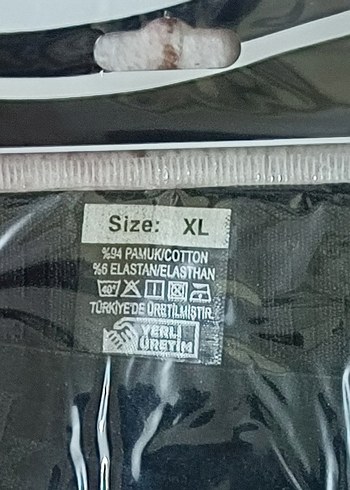 Size: XL
%94 PAMUK/COTTON
%6 ELASTAN/ELASTHAN
40°
TÜRKİYE'DE ÜRETİLMİŞTİR.
YERLİ
ÜRETİM